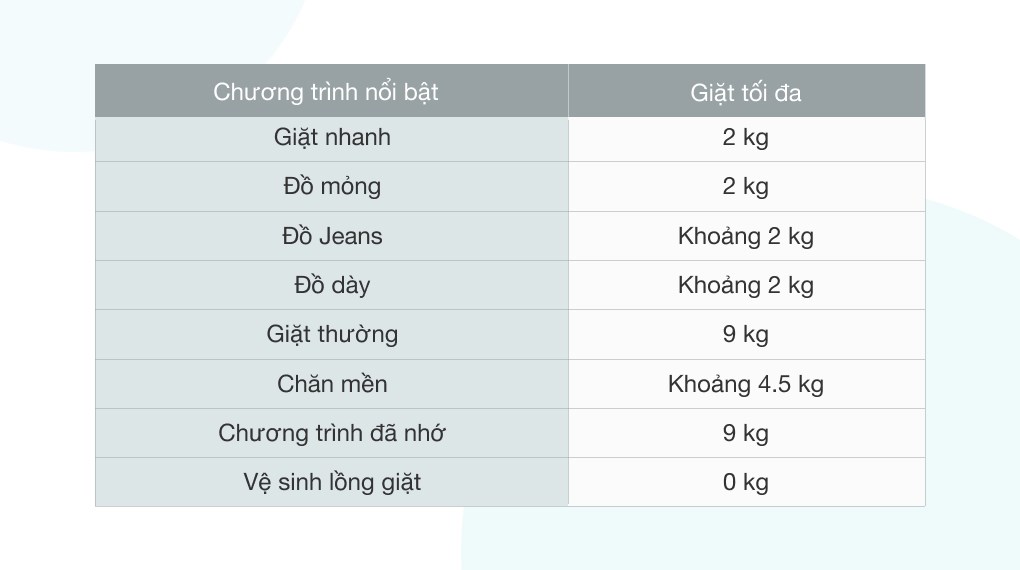 Chương trình nổi bật Giặt tối đa
Giặt nhanh 2 kg
Đồ mỏng 2 kg
Đồ Jeans Khoảng 2 kg
Đồ dày Khoảng 2 kg
Giặt thường 9 kg
Chăn mền Khoảng 4.5 kg
Chương trình đã nhớ 9 kg
Vệ sinh lồng giặt 0 kg